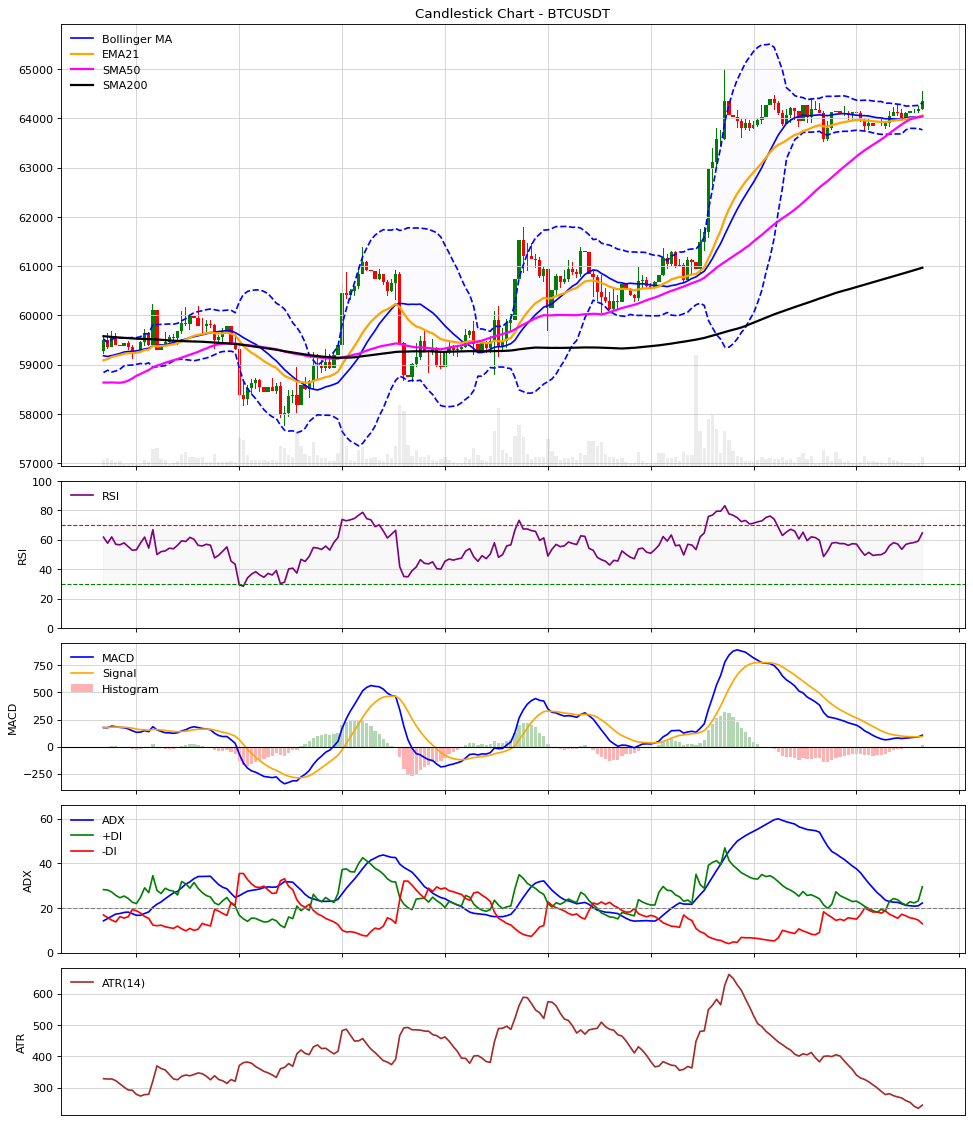 Candlestick Chart - BTCUSDT
Bollinger MA
EMA21
SMA50
SMA200
65000
64000
63000
62000
61000
60000
59000
58000
57000
RSI
100
80
60
40
20
0
RSI
MACD
Signal
Histogram
750
500
250
0
−250
MACD
ADX
+DI
-DI
60
40
20
0
ADX
ATR(14)
600
500
400
300
ATR